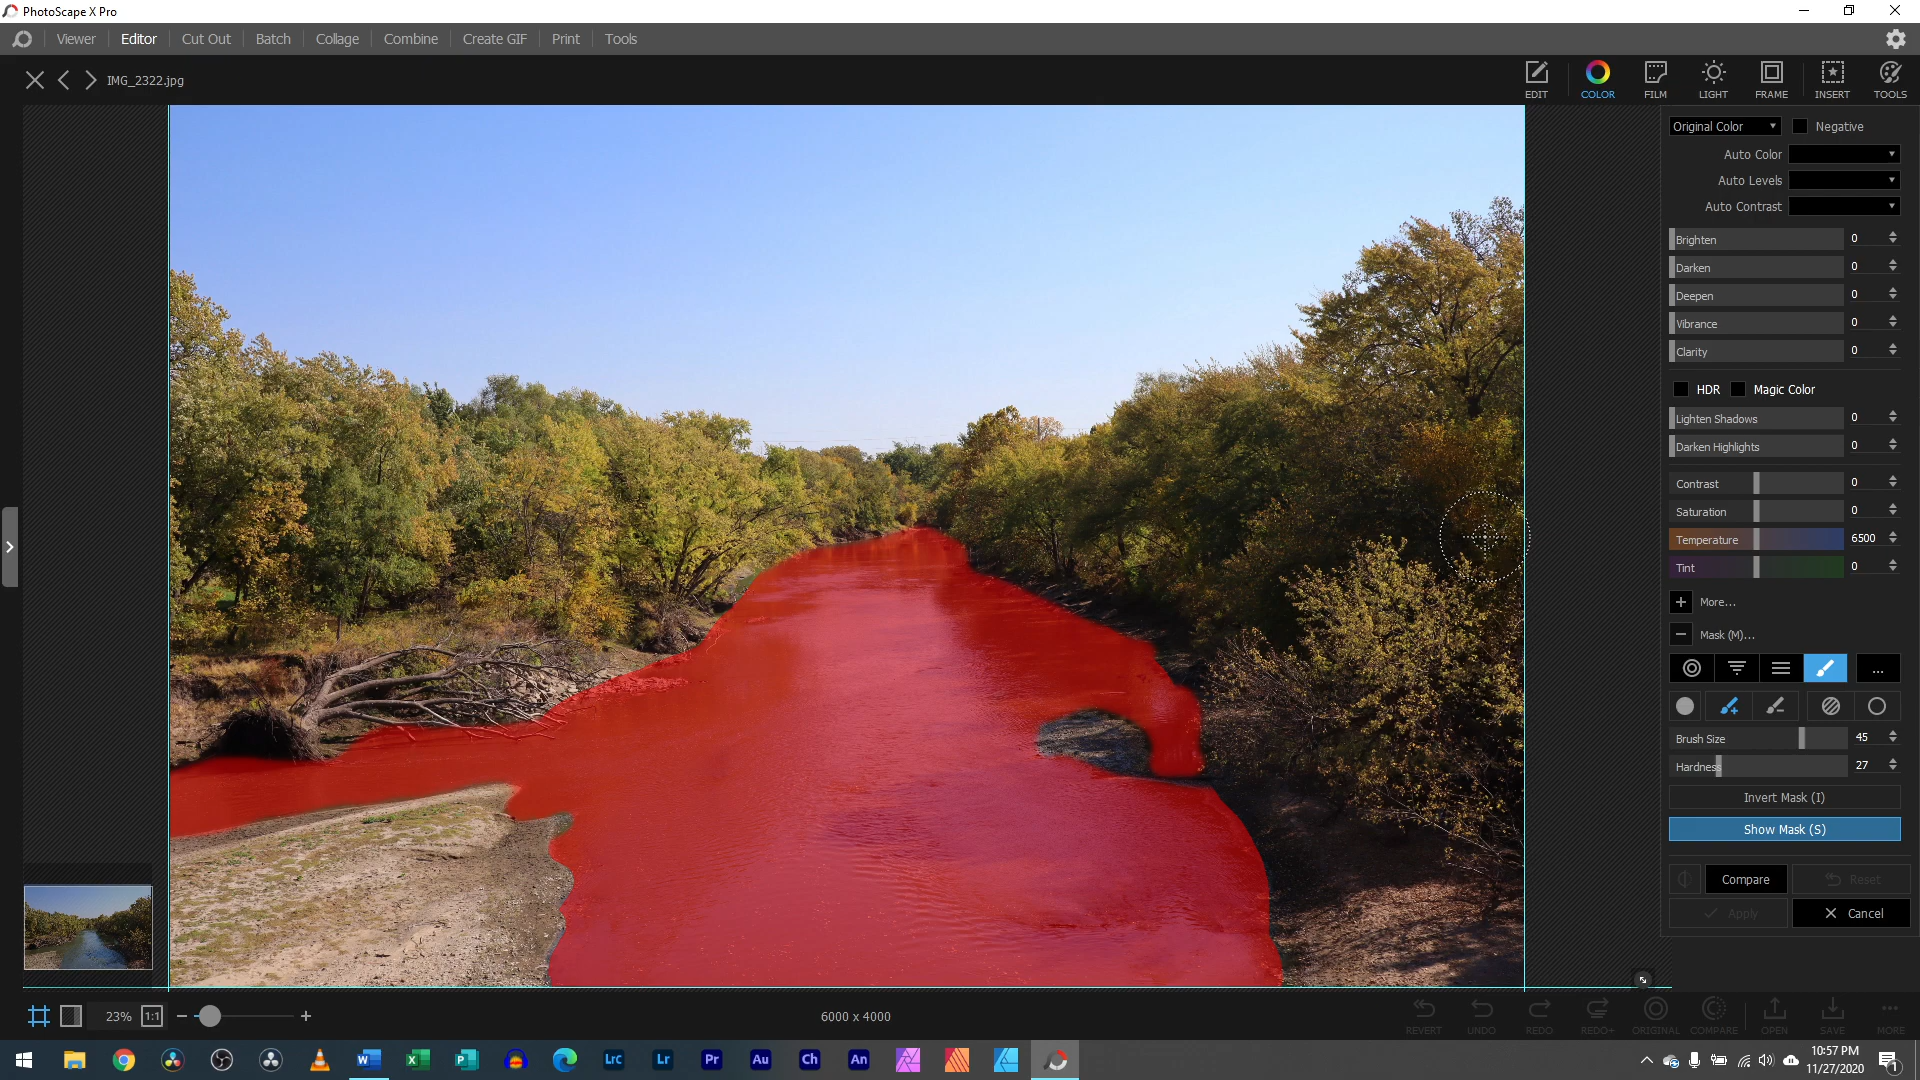 PhotoScape X Pro
Viewer Editor Cut Out Batch Collage Combine Create GIF Print Tools
IMG_2322.jpg
EDIT COLOR FILM LIGHT FRAME INSERT TOOLS
Original Color Negative
Auto Color
Auto Levels
Auto Contrast
Brighten 0
Darken 0
Deepen 0
Vibrance 0
Clarity 0
HDR Magic Color
Lighten Shadows 0
Darken Highlights 0
Contrast 0
Saturation 0
Temperature 6500
Tint 0
More...
Mask (M)...
...
Brush Size 45
Hardness 27
Invert Mask (I)
Show Mask (S)
Compare Reset
Apply Cancel
23% 1:1 6000 x 4000
REVERT UNDO REDO REDO+ ORIGINAL COMPARE OPEN SAVE MORE
W X P Lrc Lr Pr Au Ch An
10:57 PM
11/27/2020
1